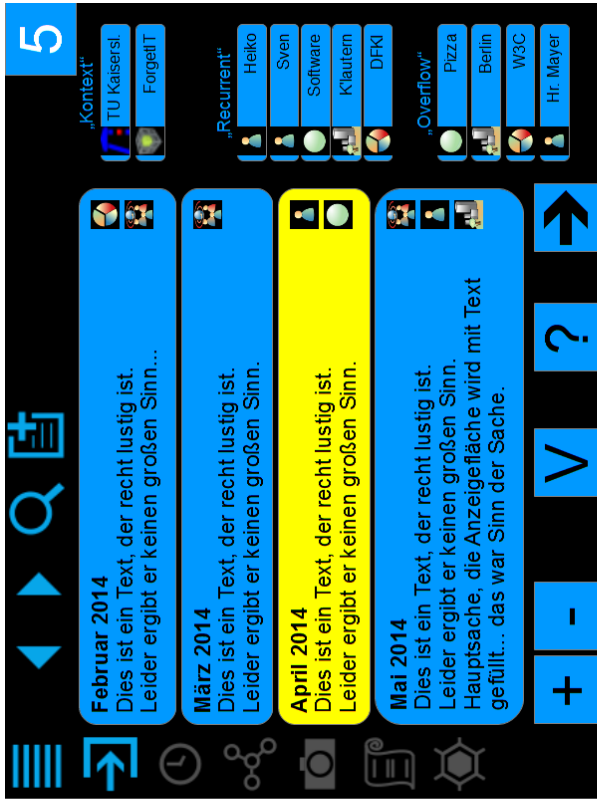 5
Februar 2014
Dies ist ein Text, der recht lustig ist.
Leider ergibt er keinen großen Sinn...
März 2014
Dies ist ein Text, der recht lustig ist.
Leider ergibt er keinen großen Sinn.
April 2014
Dies ist ein Text, der recht lustig ist.
Leider ergibt er keinen großen Sinn.
Mai 2014
Dies ist ein Text, der recht lustig ist.
Leider ergibt er keinen großen Sinn.
Hauptsache, die Anzeigefläche wird mit Text
gefüllt... das war Sinn der Sache.
„Kontext“
TU Kaisersl.
ForgetIT
„Recurrent“
Heiko
Sven
Software
K'lautern
DFKI
„Overflow“
Pizza
Berlin
W3C
Hr. Mayer
+ - V ?